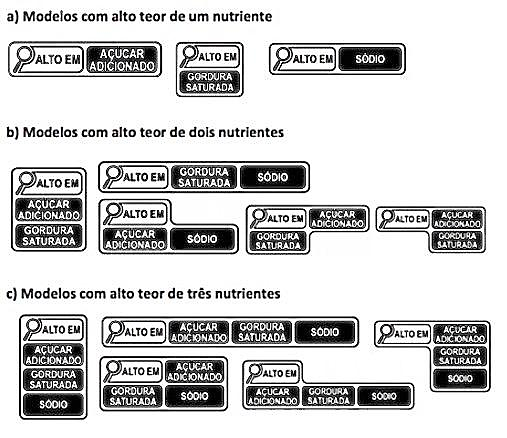 a) Modelos com alto teor de um nutriente
ALTO EM AÇÚCAR ADICIONADO
ALTO EM
GORDURA SATURADA
ALTO EM SÓDIO
b) Modelos com alto teor de dois nutrientes
ALTO EM
AÇÚCAR ADICIONADO
GORDURA SATURADA
ALTO EM GORDURA SATURADA SÓDIO
ALTO EM
AÇÚCAR ADICIONADO SÓDIO
ALTO EM AÇÚCAR ADICIONADO
GORDURA SATURADA
ALTO EM AÇÚCAR ADICIONADO
GORDURA SATURADA
c) Modelos com alto teor de três nutrientes
ALTO EM
AÇÚCAR ADICIONADO
GORDURA SATURADA
SÓDIO
ALTO EM AÇÚCAR ADICIONADO GORDURA SATURADA SÓDIO
ALTO EM AÇÚCAR ADICIONADO
GORDURA SATURADA SÓDIO
ALTO EM
AÇÚCAR ADICIONADO GORDURA SATURADA SÓDIO
ALTO EM AÇÚCAR ADICIONADO
GORDURA SATURADA
SÓDIO